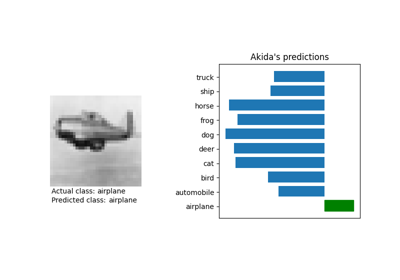 Akida's predictions
truck
ship
horse
frog
dog
deer
cat
bird
automobile
airplane
Actual class: airplane
Predicted class: airplane